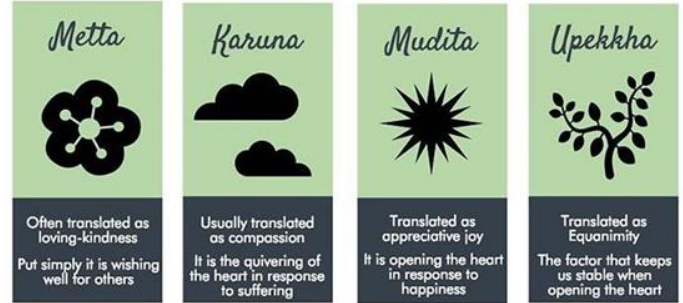 Metta
Often translated as
loving-kindness
Put simply it is wishing
well for others
Karuna
Usually translated
as compassion
It is the quivering of
the heart in response
to suffering
Mudita
Translated as
appreciative joy
It is opening the heart
in response to
happiness
Upekkha
Translated as
Equanimity
The factor that keeps
us stable when
opening the heart